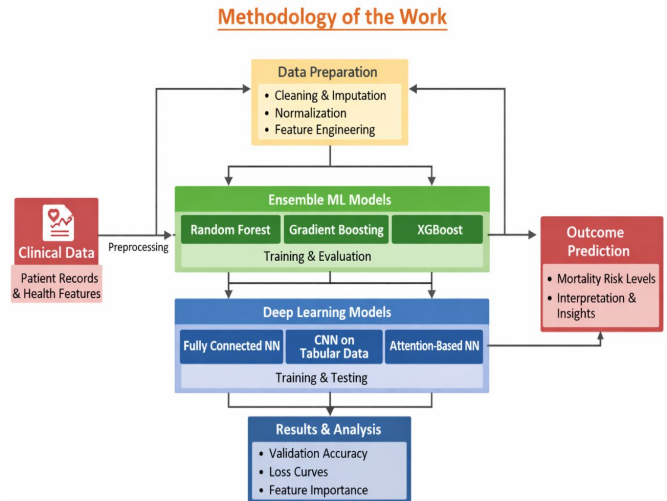 Methodology of the Work
Data Preparation
• Cleaning & Imputation
• Normalization
• Feature Engineering
Clinical Data
Patient Records
& Health Features
Preprocessing
Ensemble ML Models
Random Forest
Gradient Boosting
XGBoost
Training & Evaluation
Deep Learning Models
Fully Connected NN
CNN on
Tabular Data
Attention-Based NN
Training & Testing
Outcome
Prediction
• Mortality Risk Levels
• Interpretation &
Insights
Results & Analysis
• Validation Accuracy
• Loss Curves
• Feature Importance